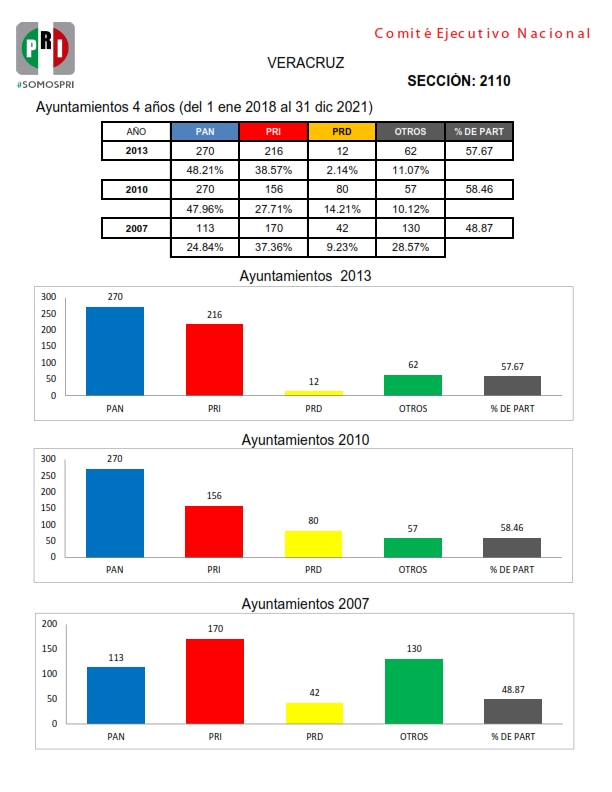 Comité Ejecutivo Nacional
PRI
#SOMOSPRI
VERACRUZ
SECCIÓN: 2110
Ayuntamientos 4 años (del 1 ene 2018 al 31 dic 2021)
AÑO PAN PRI PRD OTROS % DE PART
2013 270 216 12 62 57.67
48.21% 38.57% 2.14% 11.07%
2010 270 156 80 57 58.46
47.96% 27.71% 14.21% 10.12%
2007 113 170 42 130 48.87
24.84% 37.36% 9.23% 28.57%
Ayuntamientos 2013
300
250
200
150
100
50
0
270
216
12
62
57.67
PAN PRI PRD OTROS % DE PART
Ayuntamientos 2010
300
250
200
150
100
50
0
270
156
80
57
58.46
PAN PRI PRD OTROS % DE PART
Ayuntamientos 2007
200
150
100
50
0
113
170
42
130
48.87
PAN PRI PRD OTROS % DE PART